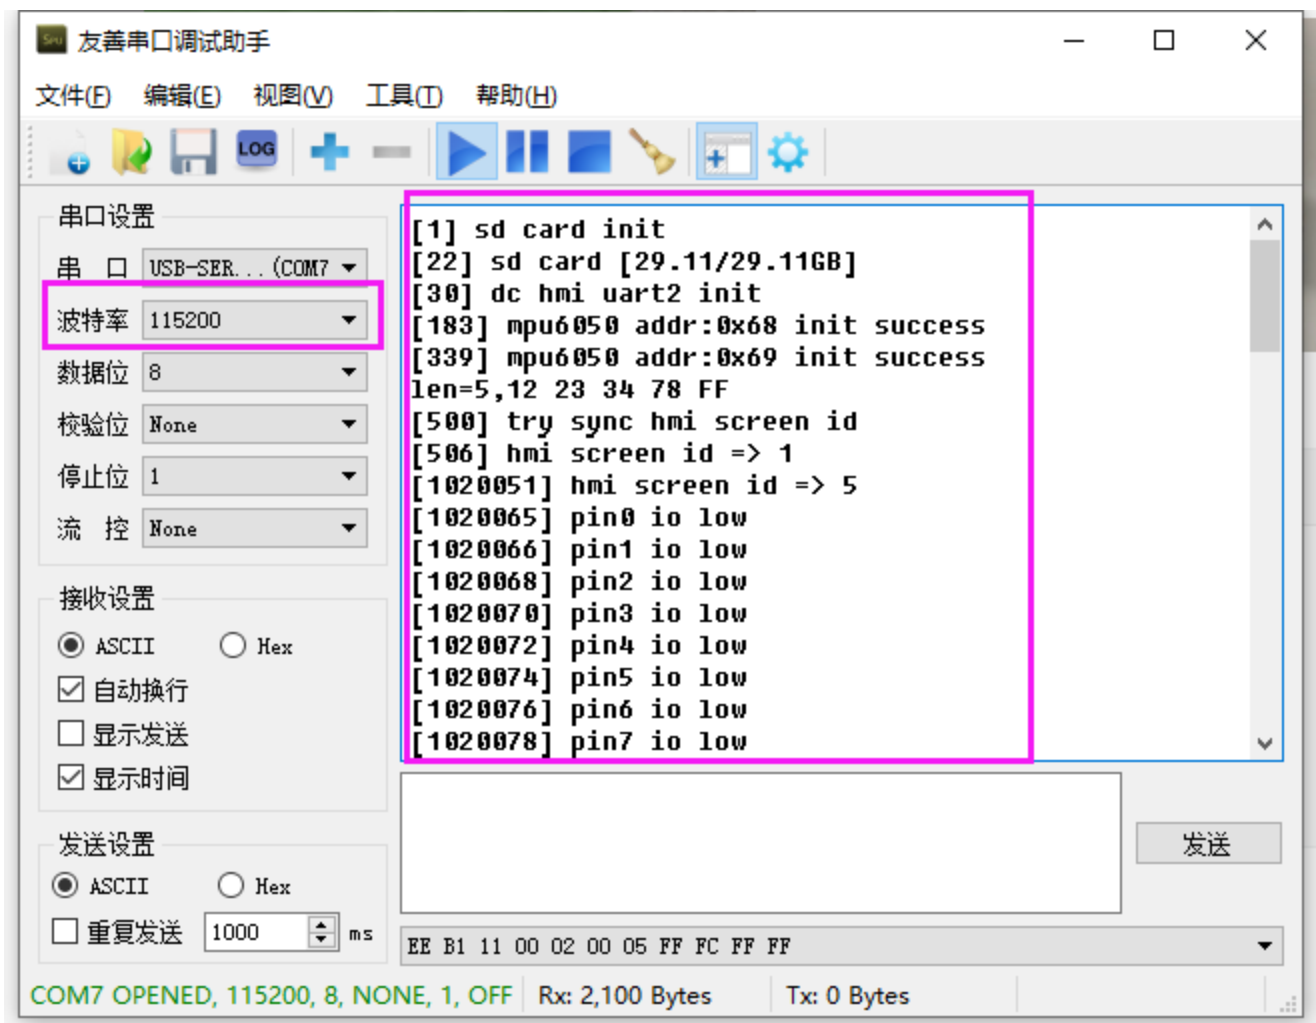 友善串口调试助手
文件(F) 编辑(E) 视图(V) 工具(T) 帮助(H)
LOG
串口设置
串 口 USB-SER...(COM7
波特率 115200
数据位 8
校验位 None
停止位 1
流 控 None
接收设置
ASCII Hex
自动换行
显示发送
显示时间
发送设置
ASCII Hex
重复发送 1000 ms
[1] sd card init
[22] sd card [29.11/29.11GB]
[30] dc hmi uart2 init
[183] mpu6050 addr:0x68 init success
[339] mpu6050 addr:0x69 init success
len=5,12 23 34 78 FF
[500] try sync hmi screen id
[506] hmi screen id => 1
[1020051] hmi screen id => 5
[1020065] pin0 io low
[1020066] pin1 io low
[1020068] pin2 io low
[1020070] pin3 io low
[1020072] pin4 io low
[1020074] pin5 io low
[1020076] pin6 io low
[1020078] pin7 io low
发送
EE B1 11 00 02 00 05 FF FC FF FF
COM7 OPENED, 115200, 8, NONE, 1, OFF Rx: 2,100 Bytes Tx: 0 Bytes